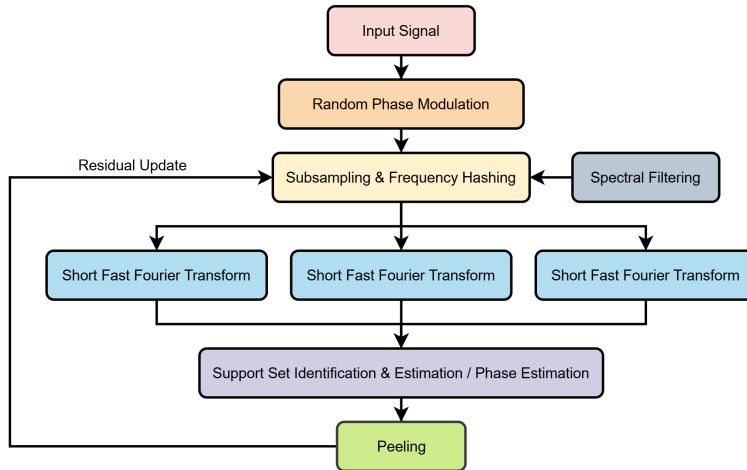 Input Signal
Random Phase Modulation
Residual Update
Subsampling & Frequency Hashing
Spectral Filtering
Short Fast Fourier Transform
Short Fast Fourier Transform
Short Fast Fourier Transform
Support Set Identification & Estimation / Phase Estimation
Peeling